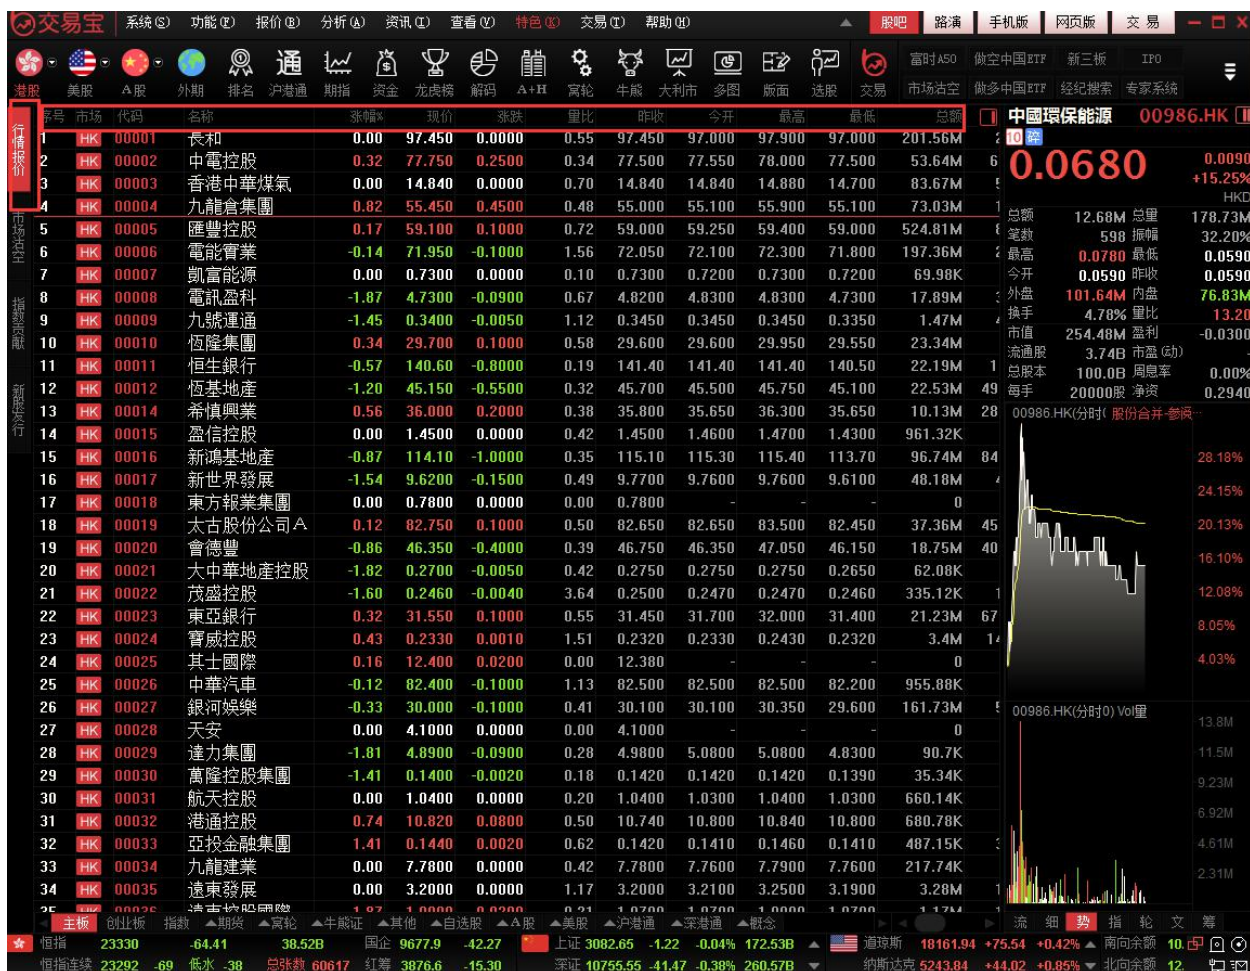 交易宝 系统(S) 功能(F) 报价(B) 分析(A) 资讯(I) 查看(V) 特色(X) 交易(T) 帮助(H) 股吧 路演 手机版 网页版 交 易
富时A50 做空中国ETF 新三板 IPO
港股 美股 A股 外期 排名 沪港通 期指 资金 龙虎榜 解码 A+H 窝轮 牛熊 大利市 多图 版面 选股 交易 市场沽空 做多中国ETF 经纪搜索 专家系统
行情报价
市场沽空
指数贡献
新股发行
序号 市场 代码 名称 涨幅% 现价 涨跌 量比 昨收 今开 最高 最低 总额
1 HK 00001 長和 0.00 97.450 0.0000 0.55 97.450 97.000 97.900 97.000 201.56M
2 HK 00002 中電控股 0.32 77.750 0.2500 0.34 77.500 77.550 78.000 77.500 53.64M
3 HK 00003 香港中華煤氣 0.00 14.840 0.0000 0.70 14.840 14.840 14.880 14.700 83.67M
4 HK 00004 九龍倉集團 0.82 55.450 0.4500 0.48 55.000 55.100 55.900 55.100 73.03M
5 HK 00005 匯豐控股 0.17 59.100 0.1000 0.72 59.000 59.250 59.400 59.000 524.81M
6 HK 00006 電能實業 -0.14 71.950 -0.1000 1.56 72.050 72.100 72.300 71.800 197.36M
7 HK 00007 凱富能源 0.00 0.7300 0.0000 0.10 0.7300 0.7200 0.7300 0.7200 69.98K
8 HK 00008 電訊盈科 -1.87 4.7300 -0.0900 0.67 4.8200 4.8300 4.8300 4.7300 17.89M
9 HK 00009 九號運通 -1.45 0.3400 -0.0050 1.12 0.3450 0.3450 0.3450 0.3350 1.47M
10 HK 00010 恆隆集團 0.34 29.700 0.1000 0.58 29.600 29.600 29.950 29.550 23.34M
11 HK 00011 恒生銀行 -0.57 140.60 -0.8000 0.19 141.40 141.40 141.40 140.50 22.19M
12 HK 00012 恆基地產 -1.20 45.150 -0.5500 0.32 45.700 45.500 45.750 45.100 22.53M 49
13 HK 00014 希慎興業 0.56 36.000 0.2000 0.38 35.800 35.650 36.300 35.650 10.13M 28
14 HK 00015 盈信控股 0.00 1.4500 0.0000 0.42 1.4500 1.4600 1.4700 1.4300 961.32K
15 HK 00016 新鴻基地產 -0.87 114.10 -1.0000 0.35 115.10 115.30 115.40 113.70 96.74M 84
16 HK 00017 新世界發展 -1.54 9.6200 -0.1500 0.49 9.7700 9.7600 9.7600 9.6100 48.18M
17 HK 00018 東方報業集團 0.00 0.7800 0.0000 0.00 0.7800 - - - 0
18 HK 00019 太古股份公司A 0.12 82.750 0.1000 0.50 82.650 82.650 83.500 82.450 37.36M 45
19 HK 00020 會德豐 -0.86 46.350 -0.4000 0.39 46.750 46.350 47.050 46.150 18.75M 40
20 HK 00021 大中華地產控股 -1.82 0.2700 -0.0050 0.42 0.2750 0.2750 0.2750 0.2650 62.08K
21 HK 00022 茂盛控股 -1.60 0.2460 -0.0040 3.64 0.2500 0.2470 0.2470 0.2460 335.12K
22 HK 00023 東亞銀行 0.32 31.550 0.1000 0.55 31.450 31.700 32.000 31.400 21.23M 67
23 HK 00024 寶威控股 0.43 0.2330 0.0010 1.51 0.2320 0.2330 0.2430 0.2320 3.4M
24 HK 00025 其士國際 0.16 12.400 0.0200 0.00 12.380 - - - 0
25 HK 00026 中華汽車 -0.12 82.400 -0.1000 1.13 82.500 82.500 82.500 82.200 955.88K
26 HK 00027 銀河娛樂 -0.33 30.000 -0.1000 0.41 30.100 30.100 30.350 29.600 161.73M
27 HK 00028 天安 0.00 4.1000 0.0000 0.00 4.1000 - - - 0
28 HK 00029 達力集團 -1.81 4.8900 -0.0900 0.28 4.9800 5.0800 5.0800 4.8300 90.7K
29 HK 00030 萬隆控股集團 -1.41 0.1400 -0.0020 0.18 0.1420 0.1420 0.1420 0.1390 35.34K
30 HK 00031 航天控股 0.00 1.0400 0.0000 0.20 1.0400 1.0300 1.0400 1.0300 660.14K
31 HK 00032 港通控股 0.74 10.820 0.0800 0.50 10.740 10.800 10.840 10.800 680.78K
32 HK 00033 亞投金融集團 1.41 0.1440 0.0020 0.62 0.1420 0.1410 0.1460 0.1410 487.15K
33 HK 00034 九龍建業 0.00 7.7800 0.0000 0.42 7.7800 7.7600 7.7900 7.7600 217.74K
34 HK 00035 遠東發展 0.00 3.2000 0.0000 1.17 3.2000 3.2100 3.2500 3.1900 3.28M
中國環保能源 00986.HK
10 碎
0.0680 0.0090
+15.25%
HKD
总额 12.68M 总量 178.73M
笔数 598 振幅 32.20%
最高 0.0780 最低 0.0590
今开 0.0590 昨收 0.0590
外盘 101.64M 内盘 76.83M
换手 4.78% 量比 13.20
市值 254.48M 盈利 -0.0300
流通股 3.74B 市盈(动) -
总股本 100.0B 周息率 0.00%
每手 20000股 净资 0.2940
00986.HK(分时( 股份合并-参阅…
28.18%
24.15%
20.13%
16.10%
12.08%
8.05%
4.03%
00986.HK(分时0) Vol量
13.8M
11.5M
9.23M
6.92M
4.61M
2.31M
主板 创业板 指数 ▲期货 ▲窝轮 ▲牛熊证 ▲其他 ▲自选股 ▲A股 ▲美股 ▲沪港通 ▲深港通 ▲概念 流 细 势 指 轮 文 筹
恒指 23330 -64.41 38.52B 国企 9677.9 -42.27 上证 3082.65 -1.22 -0.04% 172.53B 道琼斯 18161.94 +75.54 +0.42% 南向余额 10.
恒指连续 23292 -69 低水 -38 总张数 60617 红筹 3876.6 -15.30 深证 10755.55 -41.47 -0.38% 260.57B 纳斯达克 5243.84 +44.02 +0.85% 北向余额 12.